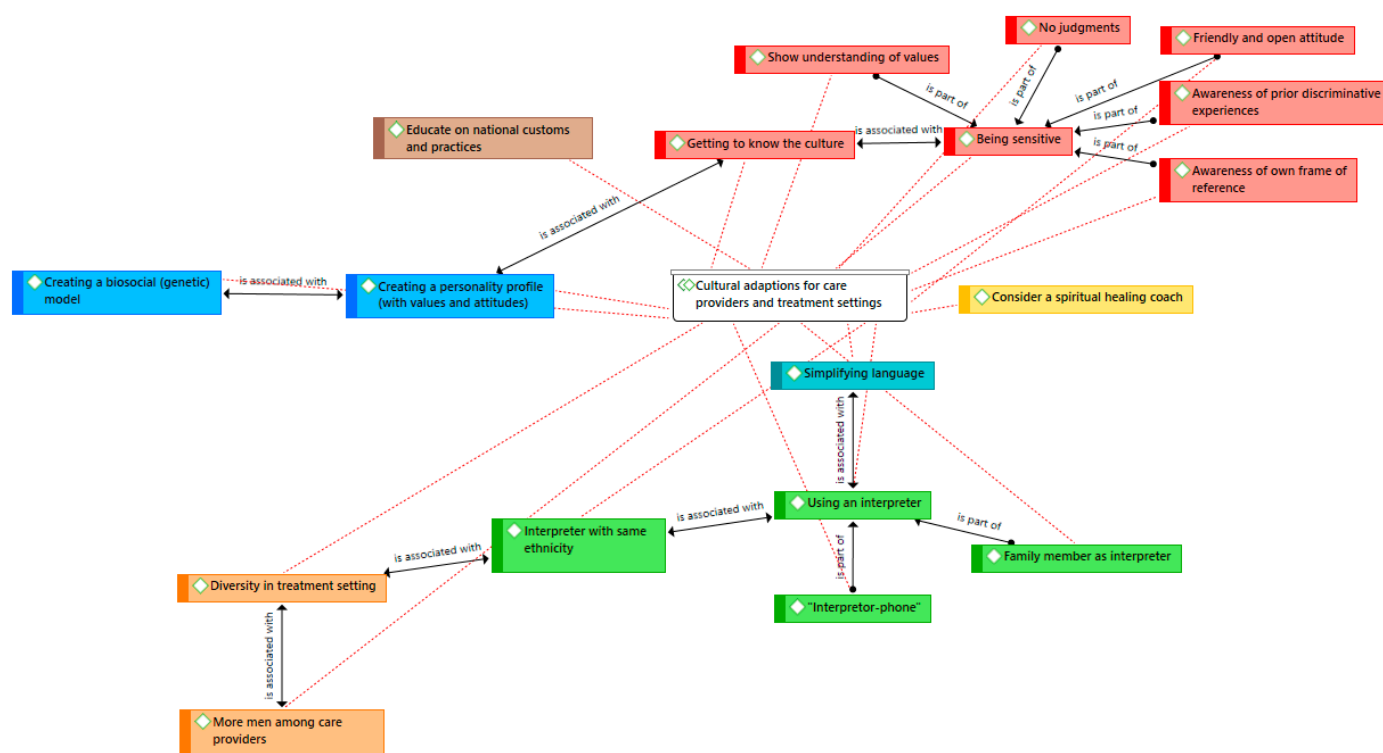 No judgments
Friendly and open attitude
Show understanding of values
is part of
is part of
is part of
Awareness of prior discriminative
experiences
is part of
Educate on national customs
and practices
Getting to know the culture
is associated with
Being sensitive
is part of
Awareness of own frame of
reference
is associated with
Creating a biosocial (genetic)
model
is associated with
Creating a personality profile
(with values and attitudes)
Cultural adaptions for care
providers and treatment settings
Consider a spiritual healing coach
Simplifying language
is associated with
Using an interpreter
is associated with
Interpreter with same
ethnicity
is part of
Family member as interpreter
is associated with
is part of
Diversity in treatment setting
"Interpretor-phone"
is associated with
More men among care
providers